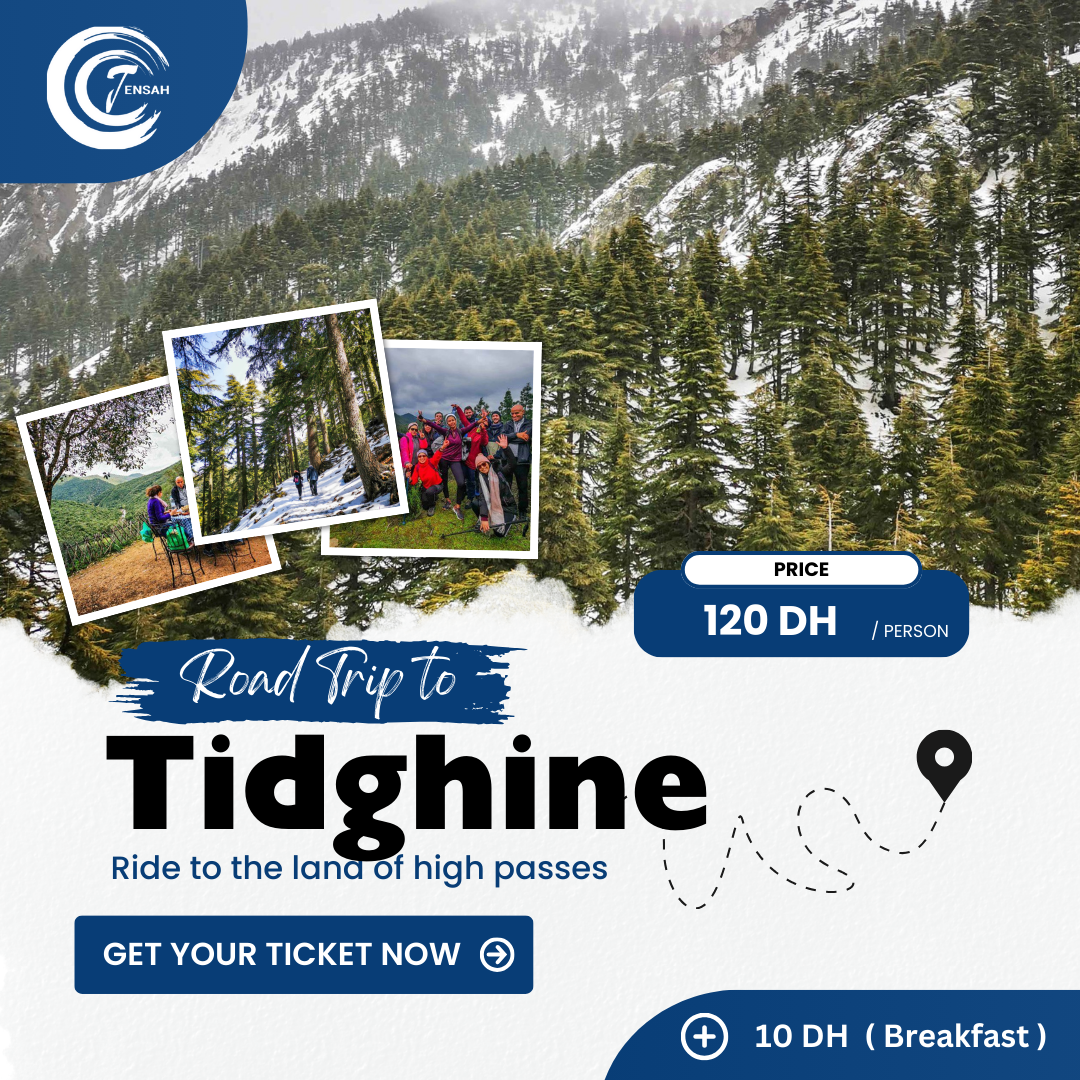 TENSAH
PRICE
120 DH / PERSON
Road Trip to
Tidghine
Ride to the land of high passes
GET YOUR TICKET NOW
10 DH ( Breakfast )